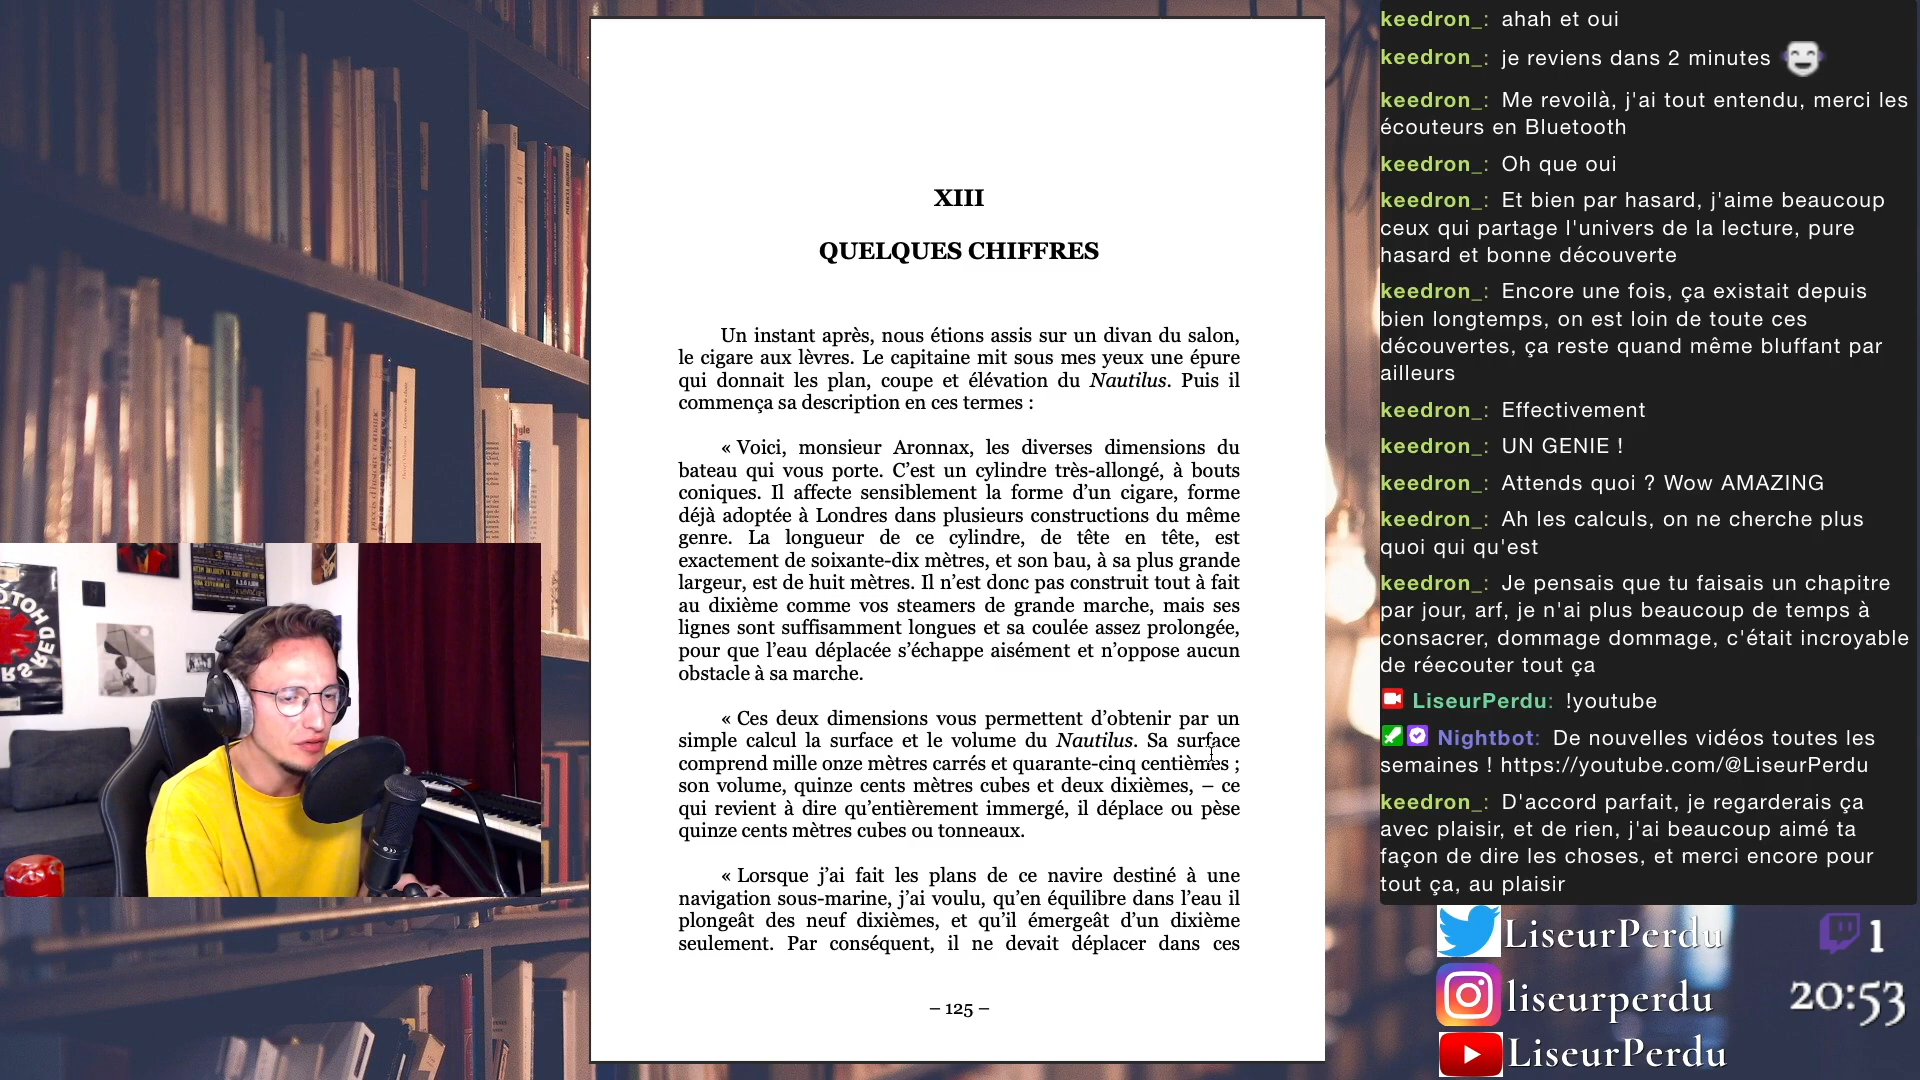 XIII
QUELQUES CHIFFRES
Un instant après, nous étions assis sur un divan du salon,
le cigare aux lèvres. Le capitaine mit sous mes yeux une épure
qui donnait les plan, coupe et élévation du Nautilus. Puis il
commença sa description en ces termes :
« Voici, monsieur Aronnax, les diverses dimensions du
bateau qui vous porte. C’est un cylindre très-allongé, à bouts
coniques. Il affecte sensiblement la forme d’un cigare, forme
déjà adoptée à Londres dans plusieurs constructions du même
genre. La longueur de ce cylindre, de tête en tête, est
exactement de soixante-dix mètres, et son bau, à sa plus grande
largeur, est de huit mètres. Il n’est donc pas construit tout à fait
au dixième comme vos steamers de grande marche, mais ses
lignes sont suffisamment longues et sa coulée assez prolongée,
pour que l’eau déplacée s’échappe aisément et n’oppose aucun
obstacle à sa marche.
« Ces deux dimensions vous permettent d’obtenir par un
simple calcul la surface et le volume du Nautilus. Sa surface
comprend mille onze mètres carrés et quarante-cinq centièmes ;
son volume, quinze cents mètres cubes et deux dixièmes, – ce
qui revient à dire qu’entièrement immergé, il déplace ou pèse
quinze cents mètres cubes ou tonneaux.
« Lorsque j’ai fait les plans de ce navire destiné à une
navigation sous-marine, j’ai voulu, qu’en équilibre dans l’eau il
plongeât des neuf dixièmes, et qu’il émergeât d’un dixième
seulement. Par conséquent, il ne devait déplacer dans ces
– 125 –
keedron_: ahah et oui
keedron_: je reviens dans 2 minutes
keedron_: Me revoilà, j'ai tout entendu, merci les
écouteurs en Bluetooth
keedron_: Oh que oui
keedron_: Et bien par hasard, j'aime beaucoup
ceux qui partage l'univers de la lecture, pure
hasard et bonne découverte
keedron_: Encore une fois, ça existait depuis
bien longtemps, on est loin de toute ces
découvertes, ça reste quand même bluffant par
ailleurs
keedron_: Effectivement
keedron_: UN GENIE !
keedron_: Attends quoi ? Wow AMAZING
keedron_: Ah les calculs, on ne cherche plus
quoi qui qu'est
keedron_: Je pensais que tu faisais un chapitre
par jour, arf, je n'ai plus beaucoup de temps à
consacrer, dommage dommage, c'était incroyable
de réecouter tout ça
LiseurPerdu: !youtube
Nightbot: De nouvelles vidéos toutes les
semaines ! https://youtube.com/@LiseurPerdu
keedron_: D'accord parfait, je regarderais ça
avec plaisir, et de rien, j'ai beaucoup aimé ta
façon de dire les choses, et merci encore pour
tout ça, au plaisir
LiseurPerdu
1
liseurperdu
20:53
LiseurPerdu